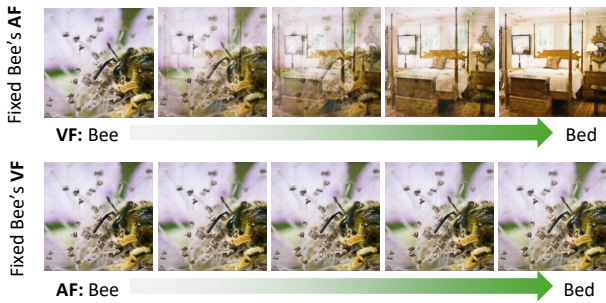 Fixed Bee's AF
VF: Bee
Bed
Fixed Bee's VF
AF: Bee
Bed